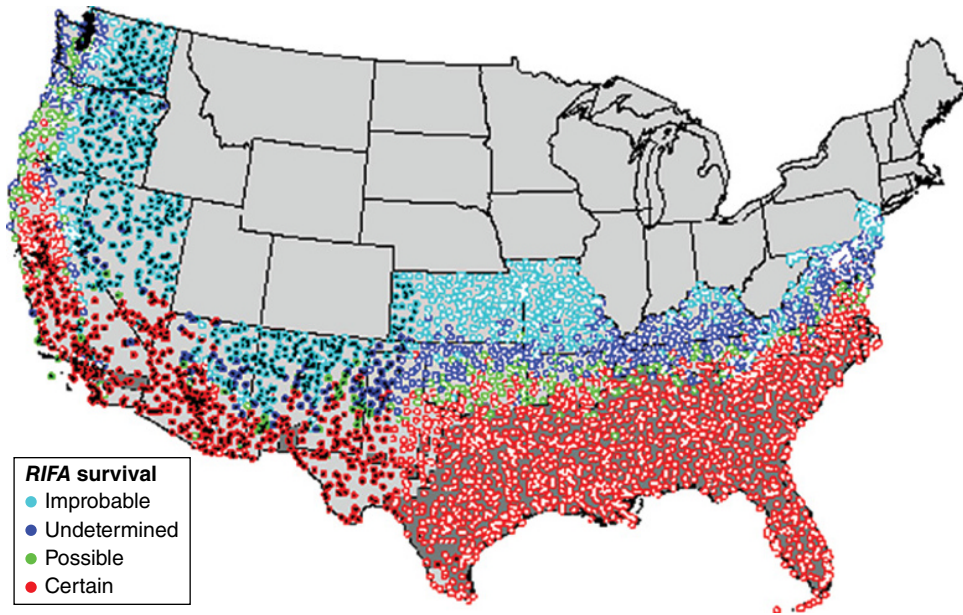 RIFA survival
Improbable
Undetermined
Possible
Certain